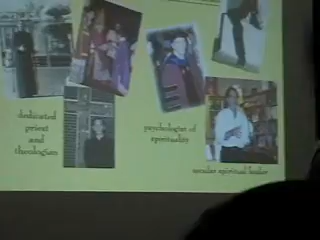 dedicated
priest
and
theologian
psychologist of
spirituality
secular spiritual leader